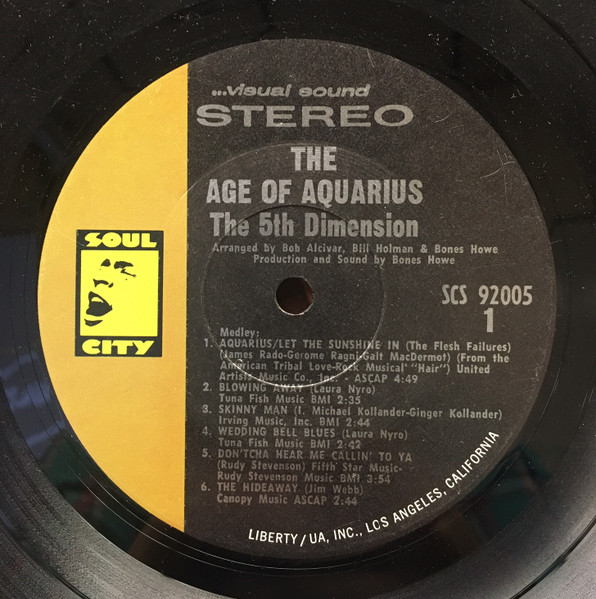 ...visual sound
STEREO
THE
AGE OF AQUARIUS
The 5th Dimension
Arranged by Bob Alcivar, Bill Holman & Bones Howe
Production and Sound by Bones Howe
SOUL
CITY
SCS 92005
1
Medley:
1. AQUARIUS/LET THE SUNSHINE IN (The Flesh Failures)
(James Rado-Gerome Ragni-Galt MacDermot) (From the
American Tribal Love-Rock Musical "Hair") United
Artists Music Co., Inc. - ASCAP 4:49
2. BLOWING AWAY (Laura Nyro)
Tuna Fish Music BMI 2:35
3. SKINNY MAN (I. Michael Kollander-Ginger Kollander)
Irving Music, Inc. BMI 2:44
4. WEDDING BELL BLUES (Laura Nyro)
Tuna Fish Music BMI 2:42
5. DON'TCHA HEAR ME CALLIN' TO YA
(Rudy Stevenson) Fifth Star Music-
Rudy Stevenson Music BMI 3:54
6. THE HIDEAWAY (Jim Webb)
Canopy Music ASCAP 2:44
LIBERTY/UA, INC., LOS ANGELES, CALIFORNIA